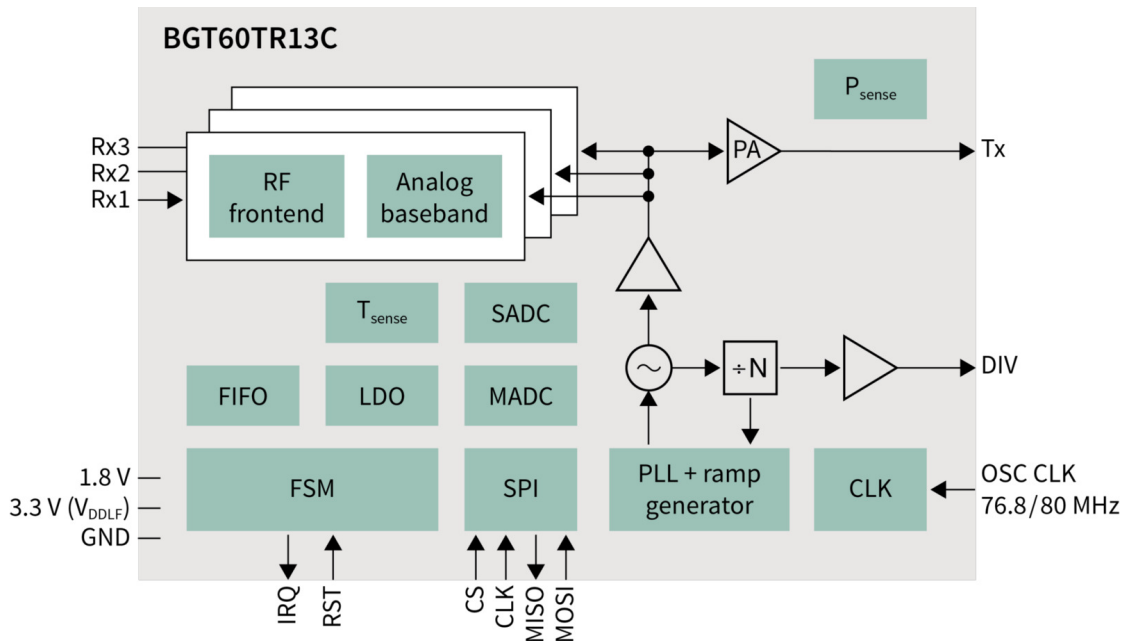 BGT60TR13C
Psense
Rx3
Rx2
Rx1
RF
frontend
Analog
baseband
PA
Tx
Tsense
SADC
~
÷N
DIV
FIFO
LDO
MADC
1.8 V
3.3 V (VDDLF)
GND
FSM
SPI
PLL + ramp
generator
CLK
OSC CLK
76.8/80 MHz
IRQ
RST
CS
CLK
MISO
MOSI